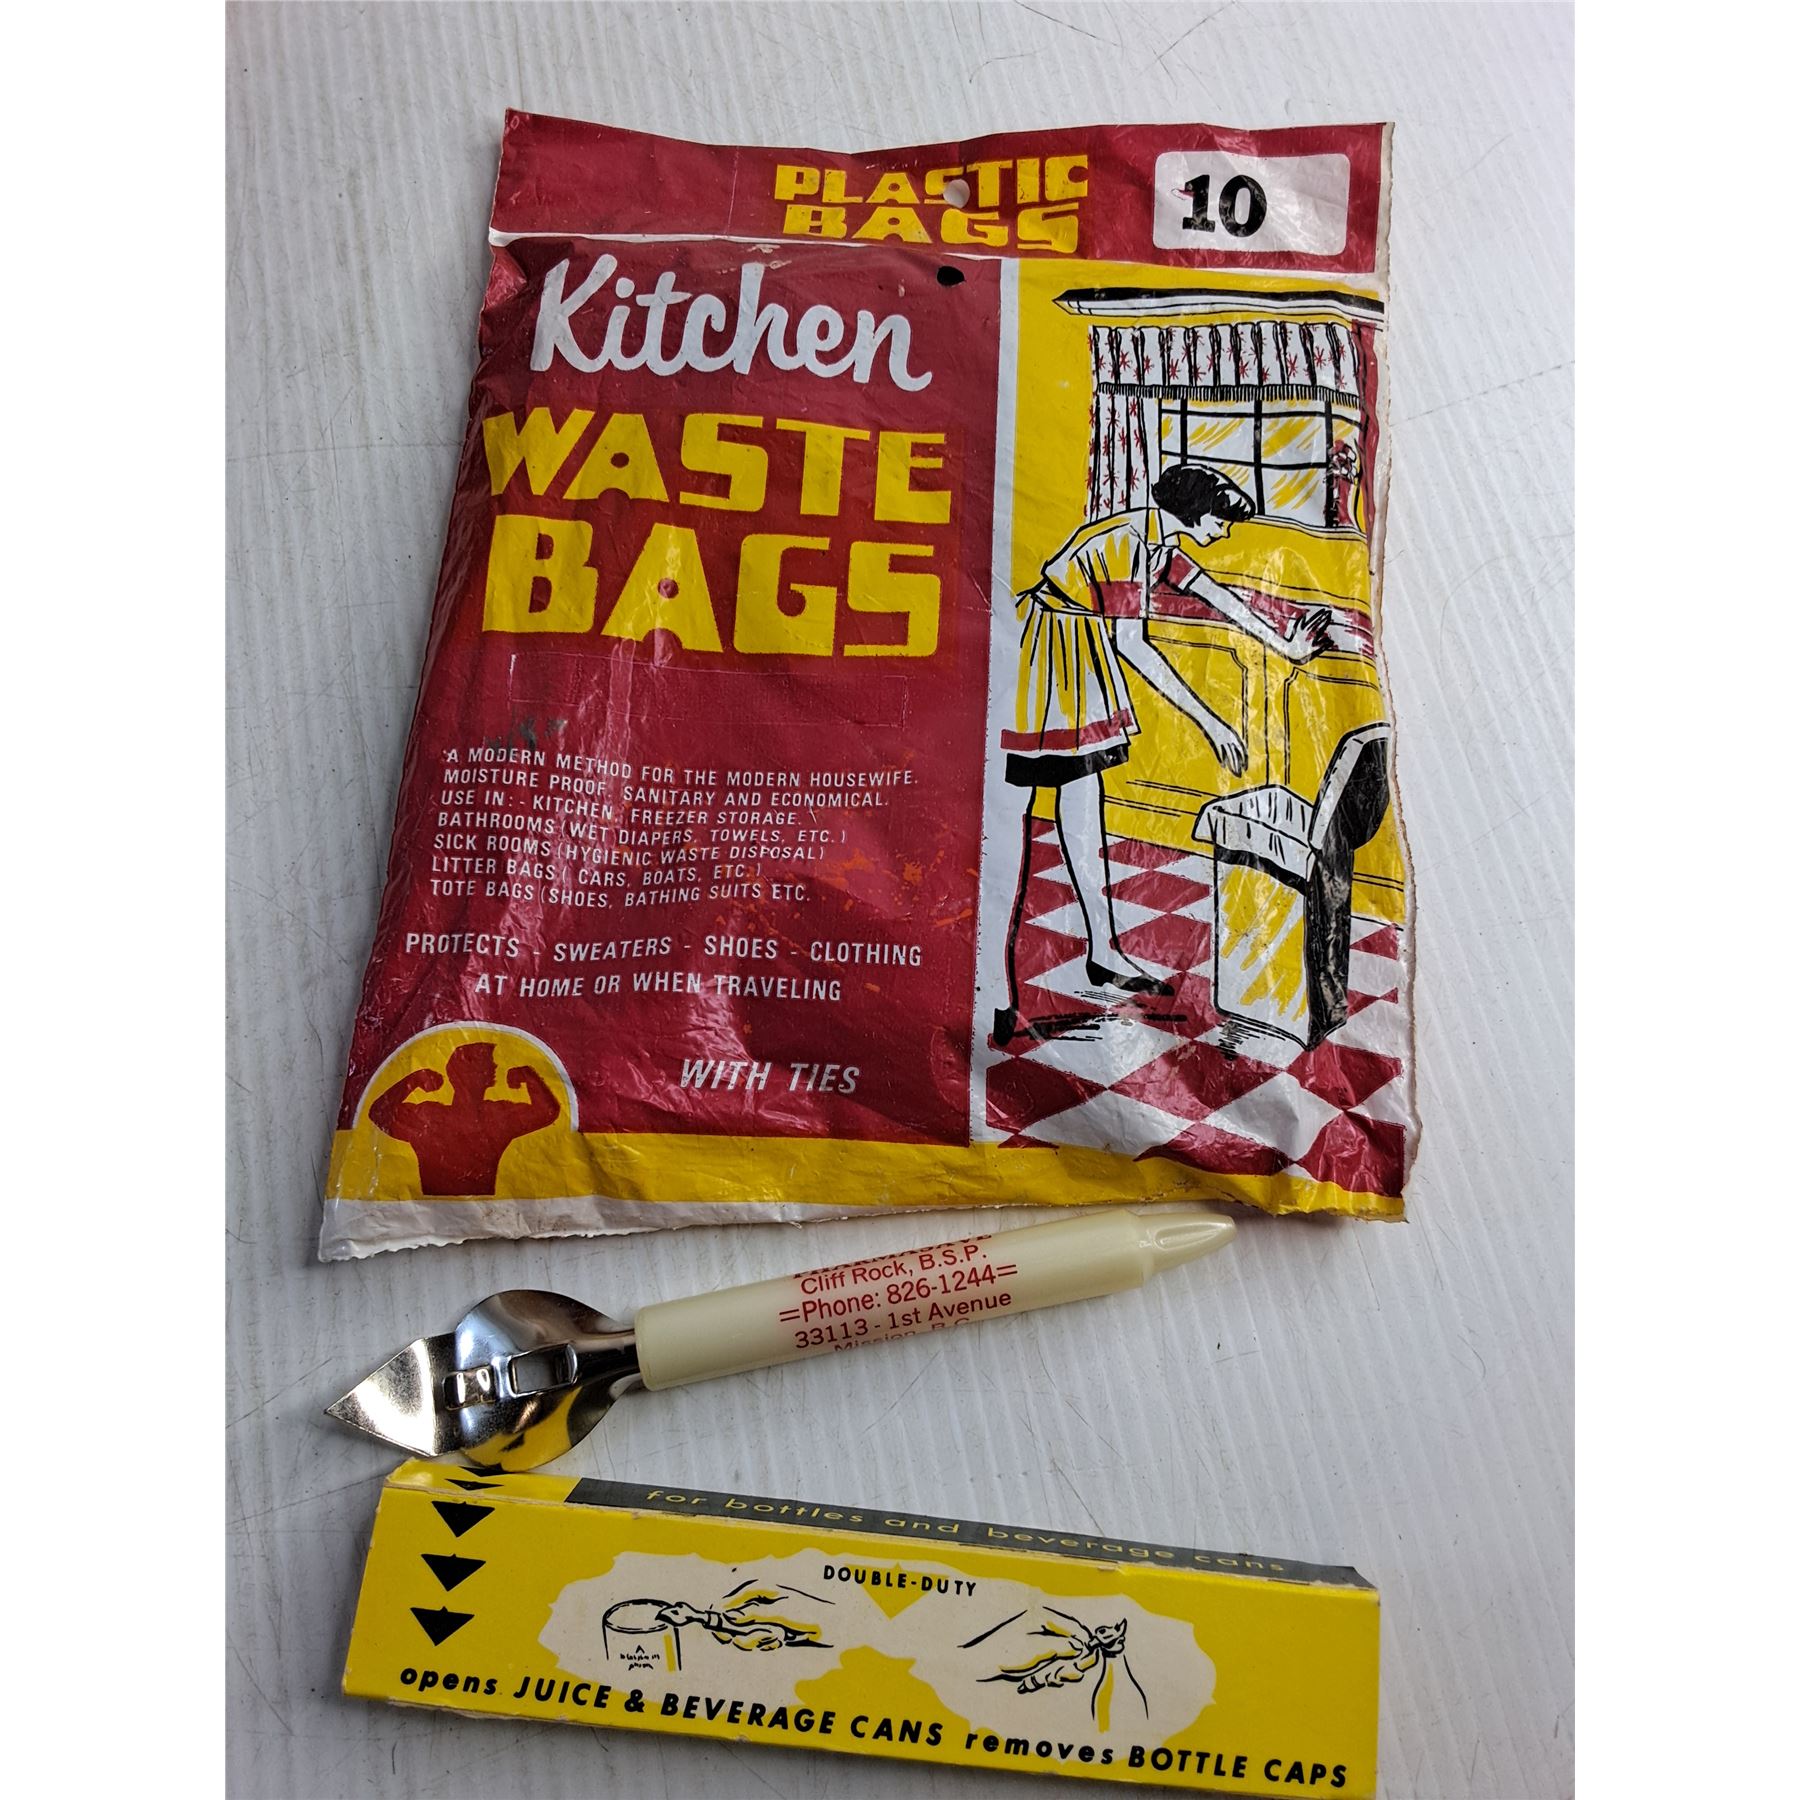 PLASTIC
BAGS
10
Kitchen
WASTE
BAGS
A MODERN METHOD FOR THE MODERN HOUSEWIFE.
MOISTURE PROOF, SANITARY AND ECONOMICAL.
USE IN:- KITCHEN, FREEZER STORAGE.
BATHROOMS (WET DIAPERS, TOWELS, ETC.)
SICK ROOMS (HYGIENIC WASTE DISPOSAL)
LITTER BAGS ( CARS, BOATS, ETC.)
TOTE BAGS (SHOES, BATHING SUITS ETC.
PROTECTS - SWEATERS - SHOES - CLOTHING
AT HOME OR WHEN TRAVELING
WITH TIES
Cliff Rock, B.S.P.
=Phone: 826-1244=
33113 - 1st Avenue
Mission, B.C.
for bottles and beverage cans
DOUBLE-DUTY
opens JUICE & BEVERAGE CANS removes BOTTLE CAPS